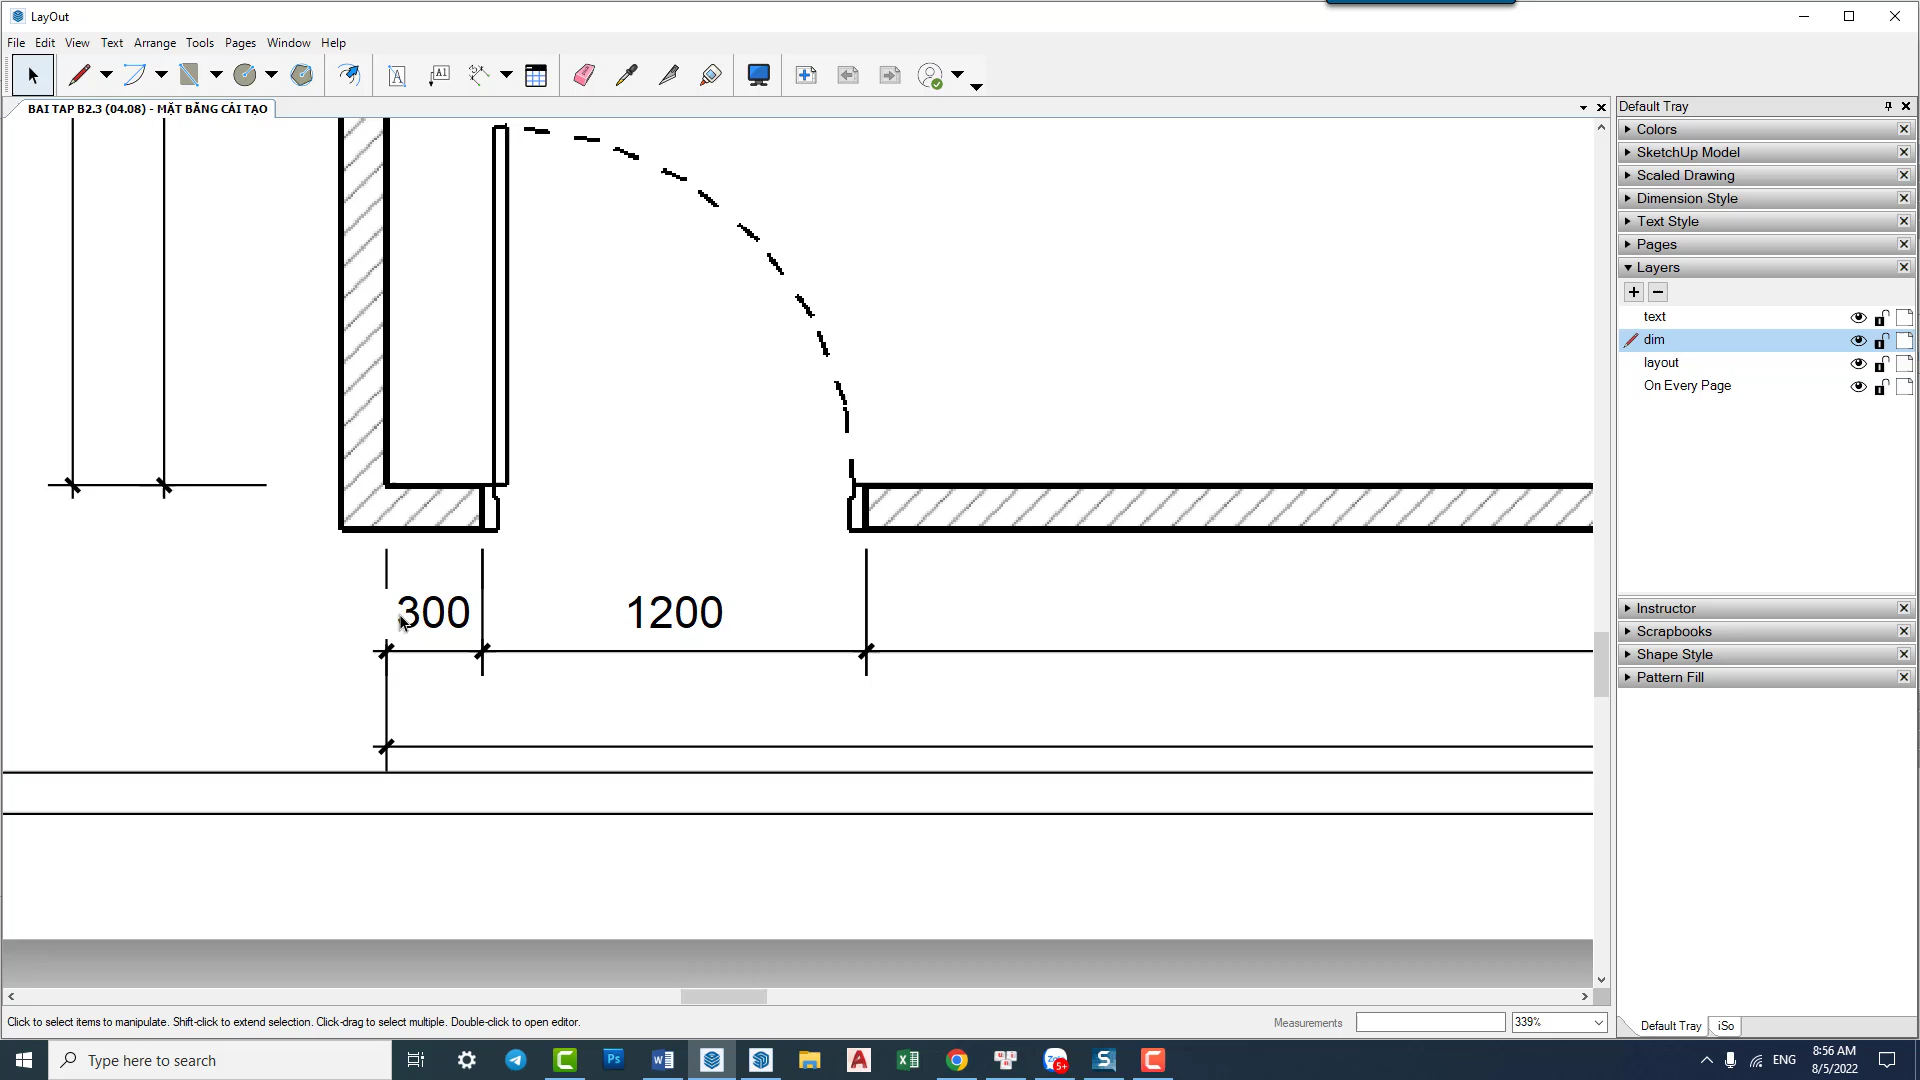 LayOut
File Edit View Text Arrange Tools Pages Window Help
BAI TAP B2.3 (04.08) - MẶT BẰNG CẢI TẠO
Default Tray
Colors
SketchUp Model
Scaled Drawing
Dimension Style
Text Style
Pages
Layers
text
dim
layout
On Every Page
300
1200
Instructor
Scrapbooks
Shape Style
Pattern Fill
Click to select items to manipulate. Shift-click to extend selection. Click-drag to select multiple. Double-click to open editor.
Measurements
339%
Default Tray
iSo
Type here to search
ENG
8:56 AM
8/5/2022